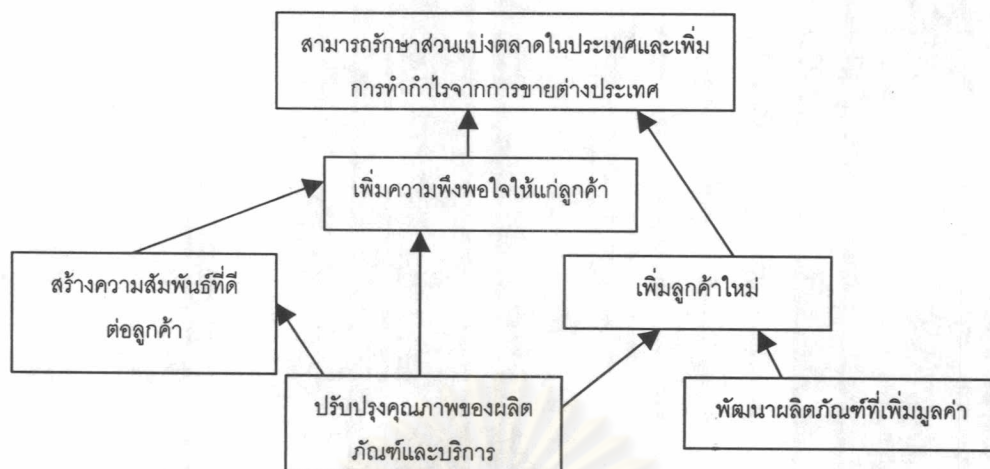 สามารถรักษาส่วนแบ่งตลาดในประเทศและเพิ่ม
การทำกำไรจากการขายต่างประเทศ
เพิ่มความพึงพอใจให้แก่ลูกค้า
สร้างความสัมพันธ์ที่ดี
ต่อลูกค้า
เพิ่มลูกค้าใหม่
ปรับปรุงคุณภาพของผลิต
ภัณฑ์และบริการ
พัฒนาผลิตภัณฑ์ที่เพิ่มมูลค่า